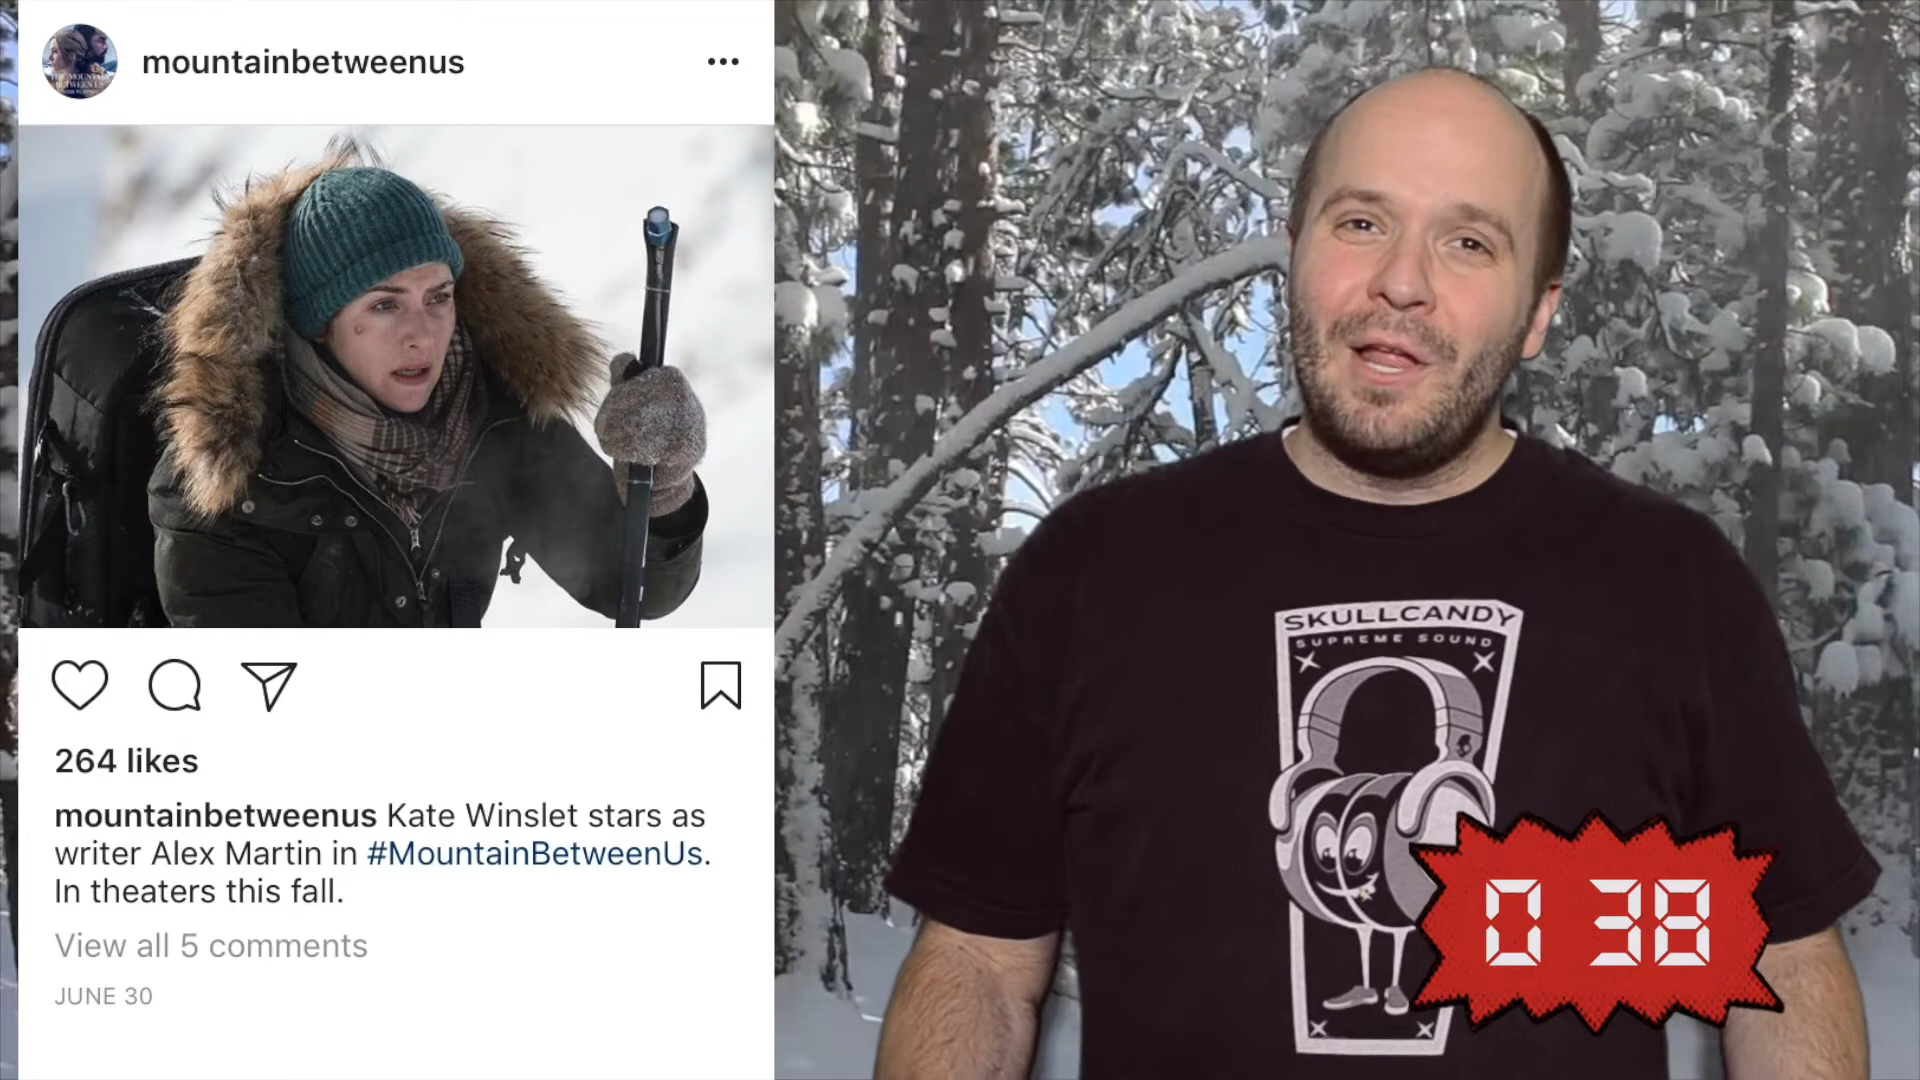 mountainbetweenus
264 likes
mountainbetweenus Kate Winslet stars as
writer Alex Martin in #MountainBetweenUs.
In theaters this fall.
View all 5 comments
JUNE 30
SKULLCANDY
SUPREME SOUND
0 38